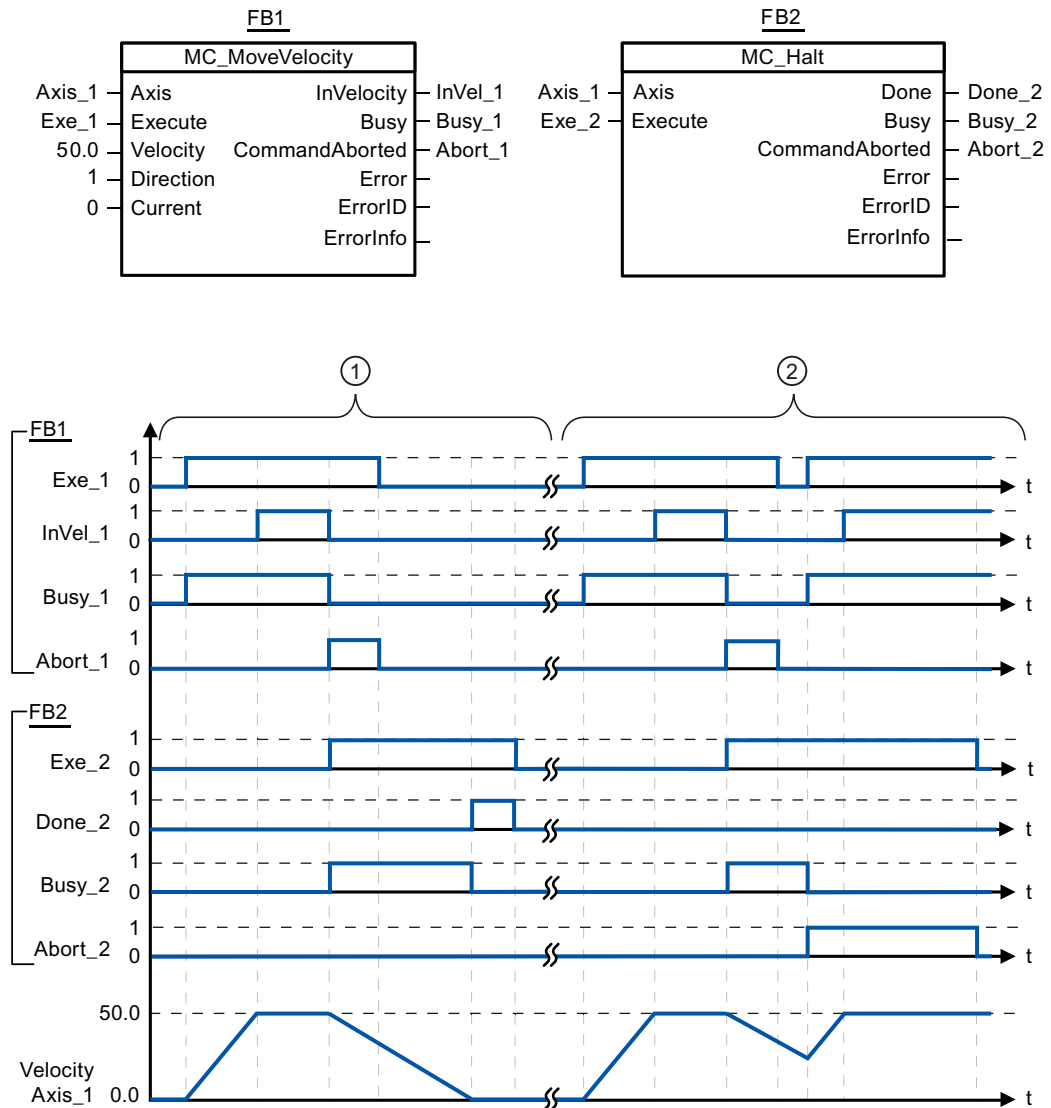 FB1 FB2
MC_MoveVelocity MC_Halt
Axis_1 Axis InVelocity InVel_1 Axis_1 Axis Done Done_2
Exe_1 Execute Busy Busy_1 Exe_2 Execute Busy Busy_2
50.0 Velocity CommandAborted Abort_1 CommandAborted Abort_2
1 Direction Error Error
0 Current ErrorID ErrorID
ErrorInfo ErrorInfo
1 2
FB1
1
Exe_1 0 t
1
InVel_1 0 t
1
Busy_1 0 t
1
Abort_1 0 t
FB2
1
Exe_2 0 t
1
Done_2 0 t
1
Busy_2 0 t
1
Abort_2 0 t
50.0
Velocity
Axis_1 0.0 t